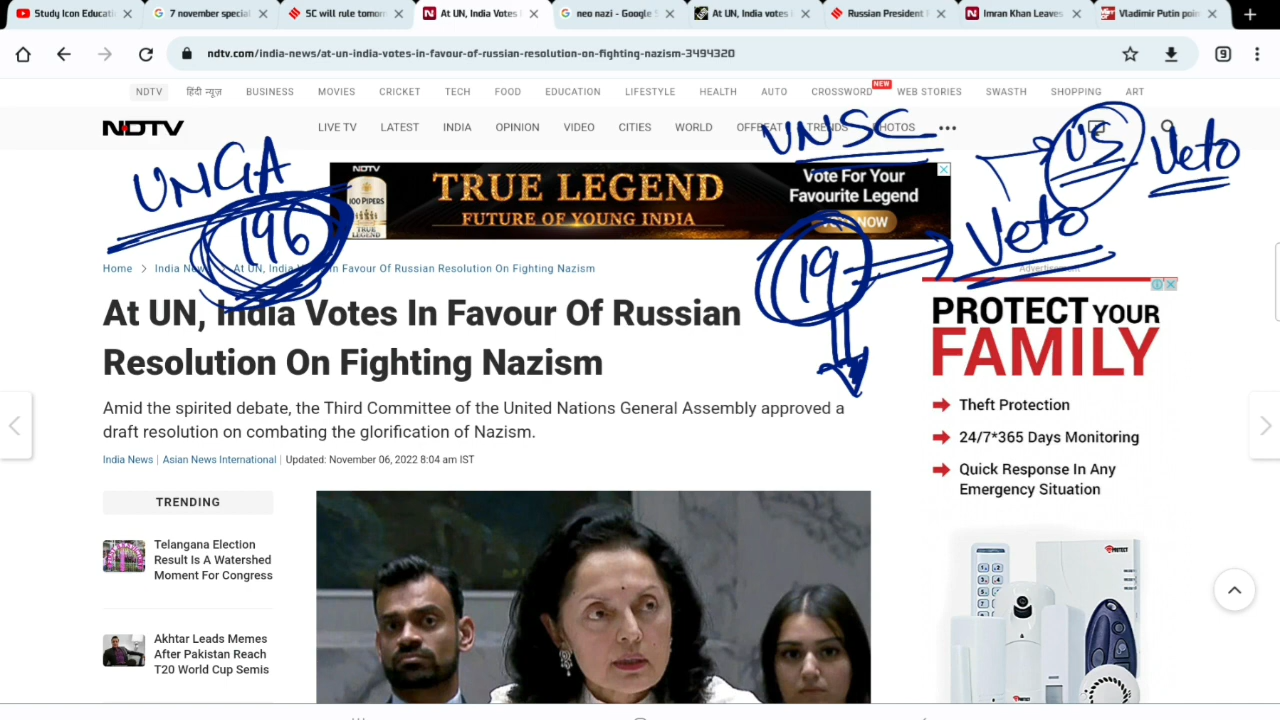 Study Icon Educati
7 november special
SC will rule tomorr
At UN, India Votes I
neo nazi - Google S
At UN, India votes i
Russian President P
Imran Khan Leaves
Vladimir Putin poin
ndtv.com/india-news/at-un-india-votes-in-favour-of-russian-resolution-on-fighting-nazism-3494320
9
NDTV हिंदी न्यूज़ BUSINESS MOVIES CRICKET TECH FOOD EDUCATION LIFESTYLE HEALTH AUTO CROSSWORD NEW WEB STORIES SWASTH SHOPPING ART
NDTV LIVE TV LATEST INDIA OPINION VIDEO CITIES WORLD OFFBEAT TRENDS PHOTOS
UNSC
US Veto
UNGA
196
19 Veto
NDTV
100 PIPERS
TRUE LEGEND
TRUE LEGEND
FUTURE OF YOUNG INDIA
Vote For Your
Favourite Legend
NOW
Home India News At UN, India In Favour Of Russian Resolution On Fighting Nazism
At UN, India Votes In Favour Of Russian
Resolution On Fighting Nazism
Amid the spirited debate, the Third Committee of the United Nations General Assembly approved a
draft resolution on combating the glorification of Nazism.
India News | Asian News International | Updated: November 06, 2022 8:04 am IST
TRENDING
Telangana Election
Result Is A Watershed
Moment For Congress
Akhtar Leads Memes
After Pakistan Reach
T20 World Cup Semis
Advertisement
PROTECT YOUR
FAMILY
Theft Protection
24/7*365 Days Monitoring
Quick Response In Any
Emergency Situation